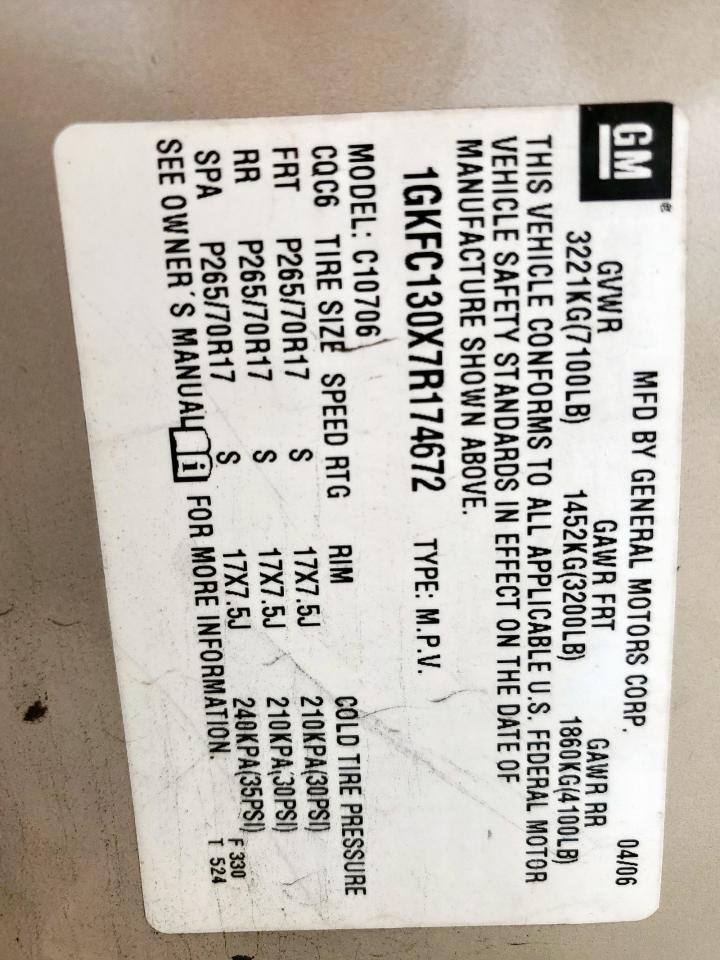 GM
MFD BY GENERAL MOTORS CORP. 04/06
GVWR GAWR FRT GAWR RR
3221KG(7100LB) 1452KG(3200LB) 1860KG(4100LB)
THIS VEHICLE CONFORMS TO ALL APPLICABLE U.S. FEDERAL MOTOR
VEHICLE SAFETY STANDARDS IN EFFECT ON THE DATE OF
MANUFACTURE SHOWN ABOVE.
1GKFC130X7R174672 TYPE: M.P.V.
MODEL: C10706
CQC6 TIRE SIZE SPEED RTG RIM COLD TIRE PRESSURE
FRT P265/70R17 S 17X7.5J 210KPA(30PSI)
RR P265/70R17 S 17X7.5J 210KPA(30PSI)
SPA P265/70R17 S 17X7.5J 240KPA(35PSI) F 330
SEE OWNER'S MANUAL i FOR MORE INFORMATION. T 524